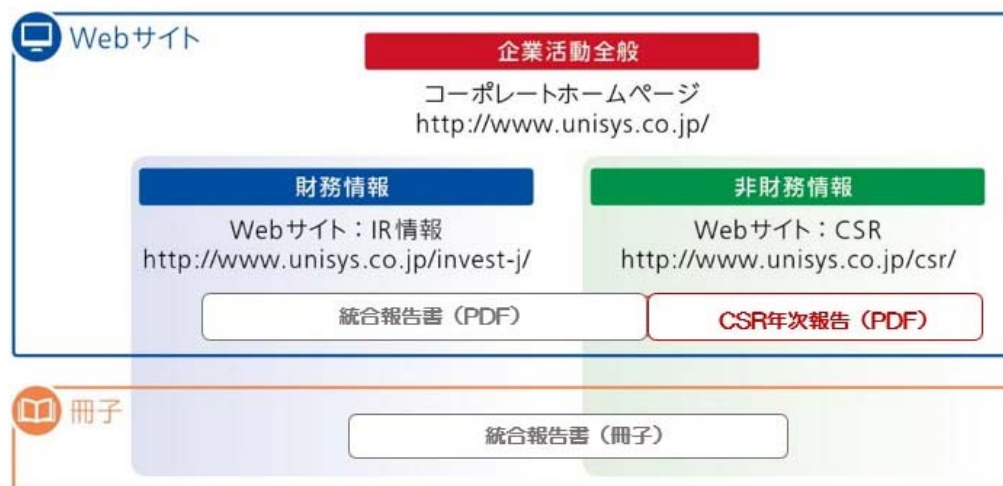 Webサイト
企業活動全般
コーポレートホームページ
http://www.unisys.co.jp/
財務情報
Webサイト：IR情報
http://www.unisys.co.jp/invest-j/
非財務情報
Webサイト：CSR
http://www.unisys.co.jp/csr/
統合報告書（PDF）
CSR年次報告（PDF）
冊子
統合報告書（冊子）